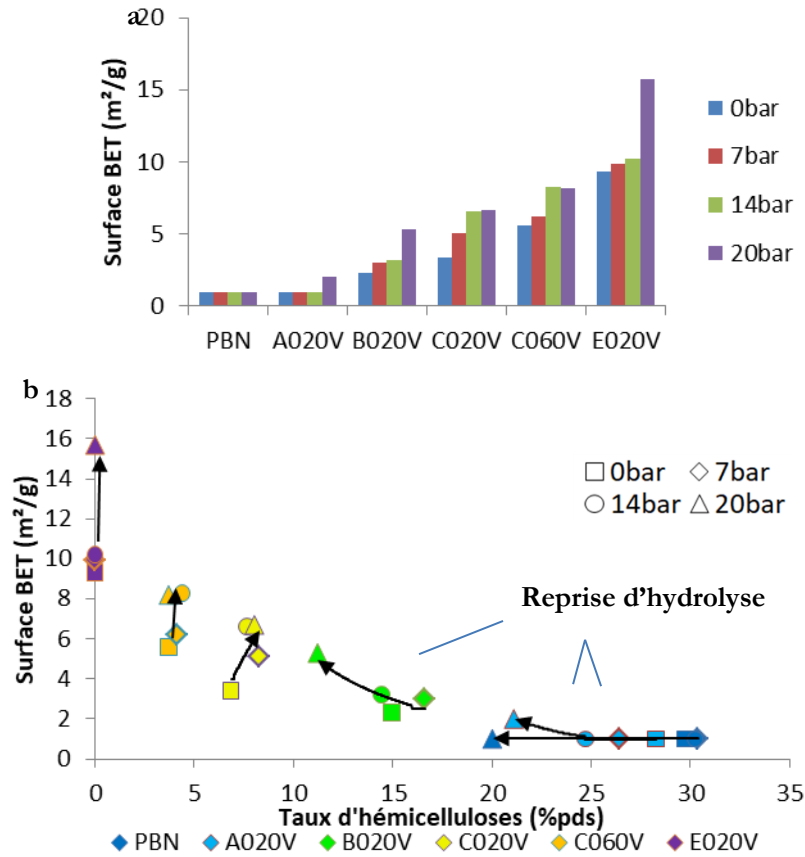 a
20
15
10
5
0
Surface BET (m²/g)
PBN A020V B020V C020V C060V E020V
0bar
7bar
14bar
20bar
b
18
16
14
12
10
8
6
4
2
0
Surface BET (m²/g)
0bar 7bar
14bar 20bar
Reprise d'hydrolyse
0 5 10 15 20 25 30 35
Taux d'hémicelluloses (%pds)
PBN A020V B020V C020V C060V E020V